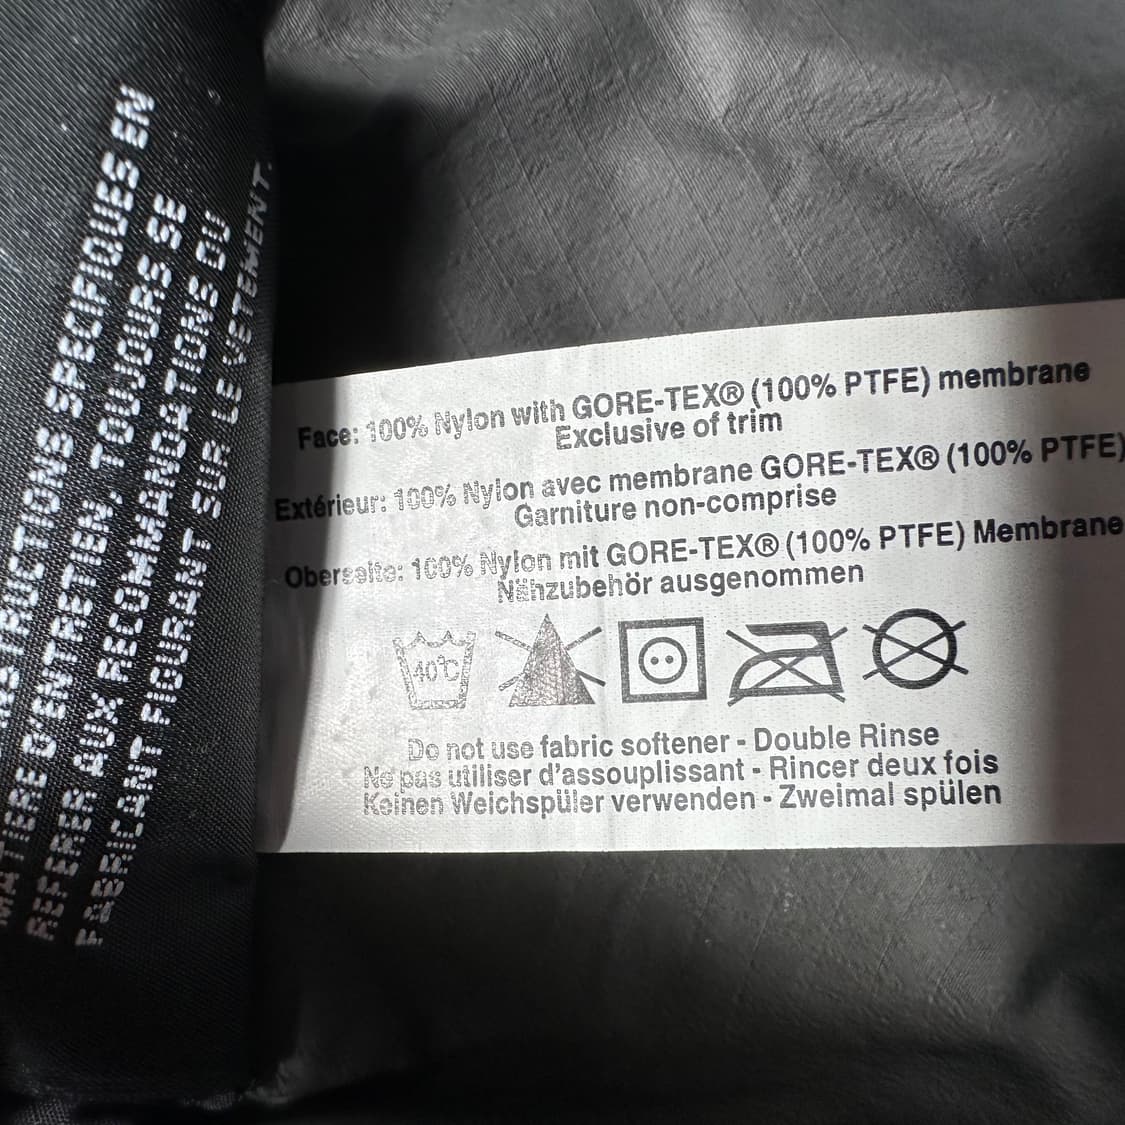 INSTRUCTIONS SPECIFIQUES EN
MATIERE D'ENTRETIEN, TOUJOURS SE
REFERER AUX RECOMMANDATIONS DU
FABRICANT FIGURANT SUR LE VETEMENT.
Face: 100% Nylon with GORE-TEX® (100% PTFE) membrane
Exclusive of trim
Extérieur: 100% Nylon avec membrane GORE-TEX® (100% PTFE)
Garniture non-comprise
Oberseite: 100% Nylon mit GORE-TEX® (100% PTFE) Membrane
Nähzubehör ausgenommen
40°C
Do not use fabric softener - Double Rinse
Ne pas utiliser d'assouplissant - Rincer deux fois
Keinen Weichspüler verwenden - Zweimal spülen